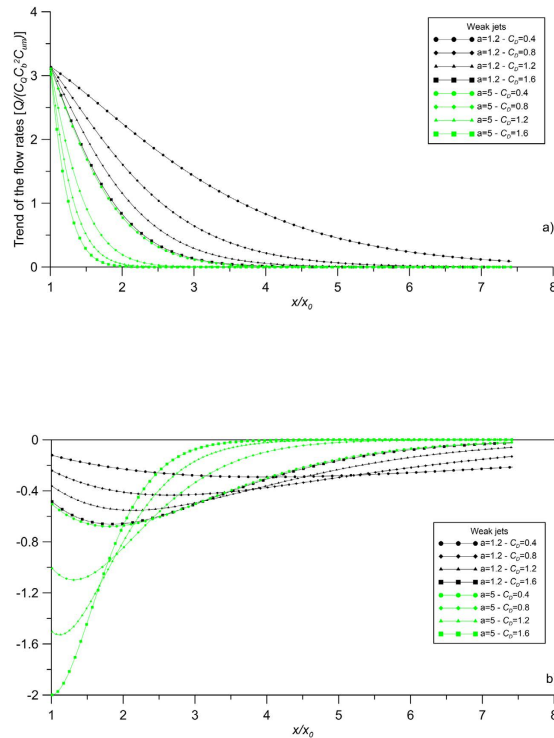 Trend of the flow rates [Q/(C_Q C_b² C_um)]
4
3
2
1
0
1 2 3 4 5 6 7 8
x/x₀
Weak jets
a=1.2 - C_D=0.4
a=1.2 - C_D=0.8
a=1.2 - C_D=1.2
a=1.2 - C_D=1.6
a=5 - C_D=0.4
a=5 - C_D=0.8
a=5 - C_D=1.2
a=5 - C_D=1.6
a)
0
-0.4
-0.8
-1.2
-1.6
-2
1 2 3 4 5 6 7 8
x/x₀
Weak jets
a=1.2 - C_D=0.4
a=1.2 - C_D=0.8
a=1.2 - C_D=1.2
a=1.2 - C_D=1.6
a=5 - C_D=0.4
a=5 - C_D=0.8
a=5 - C_D=1.2
a=5 - C_D=1.6
b